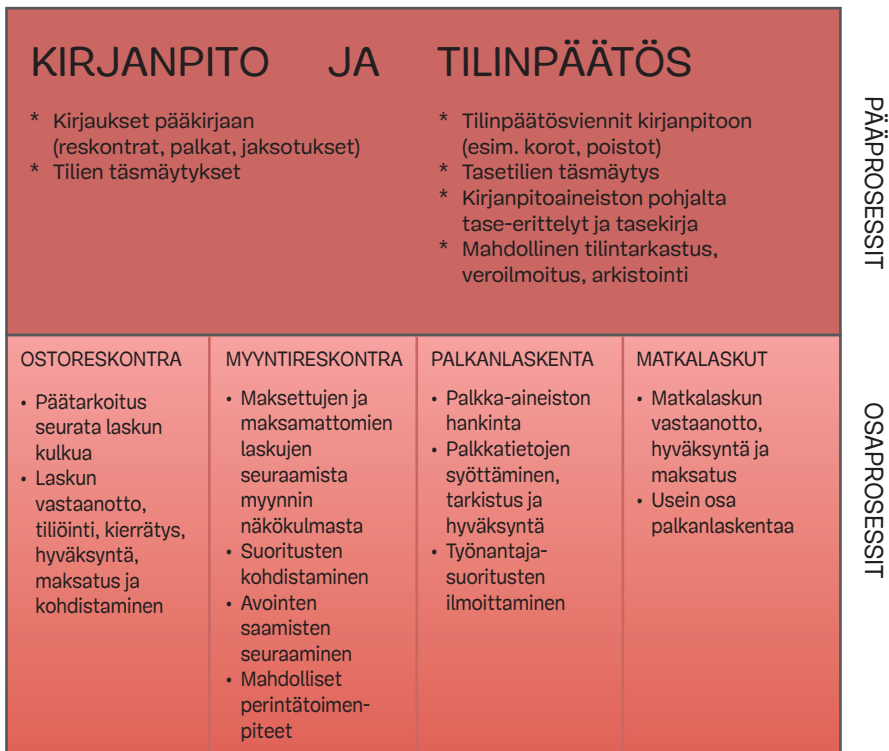 KIRJANPITO JA TILINPÄÄTÖS
* Kirjaukset pääkirjaan
(reskontrat, palkat, jaksotukset)
* Tilien täsmäytykset
* Tilinpäätösviennit kirjanpitoon
(esim. korot, poistot)
* Tasetilien täsmäytys
* Kirjanpitoaineiston pohjalta
tase-erittelyt ja tasekirja
* Mahdollinen tilintarkastus,
veroilmoitus, arkistointi
PÄÄPROSESSIT
OSTORESKONTRA
• Päätarkoitus
seurata laskun
kulkua
• Laskun
vastaanotto,
tiliöinti, kierrätys,
hyväksyntä,
maksatus ja
kohdistaminen
MYYNTIRESKONTRA
• Maksettujen ja
maksamattomien
laskujen
seuraamista
myynnin
näkökulmasta
• Suoritusten
kohdistaminen
• Avointen
saamisten
seuraaminen
• Mahdolliset
perintätoimen-
piteet
PALKANLASKENTA
• Palkka-aineiston
hankinta
• Palkkatietojen
syöttäminen,
tarkistus ja
hyväksyntä
• Työnantaja-
suoritusten
ilmoittaminen
MATKALASKUT
• Matkalaskun
vastaanotto,
hyväksyntä ja
maksatus
• Usein osa
palkanlaskentaa
OSAPROSESSIT